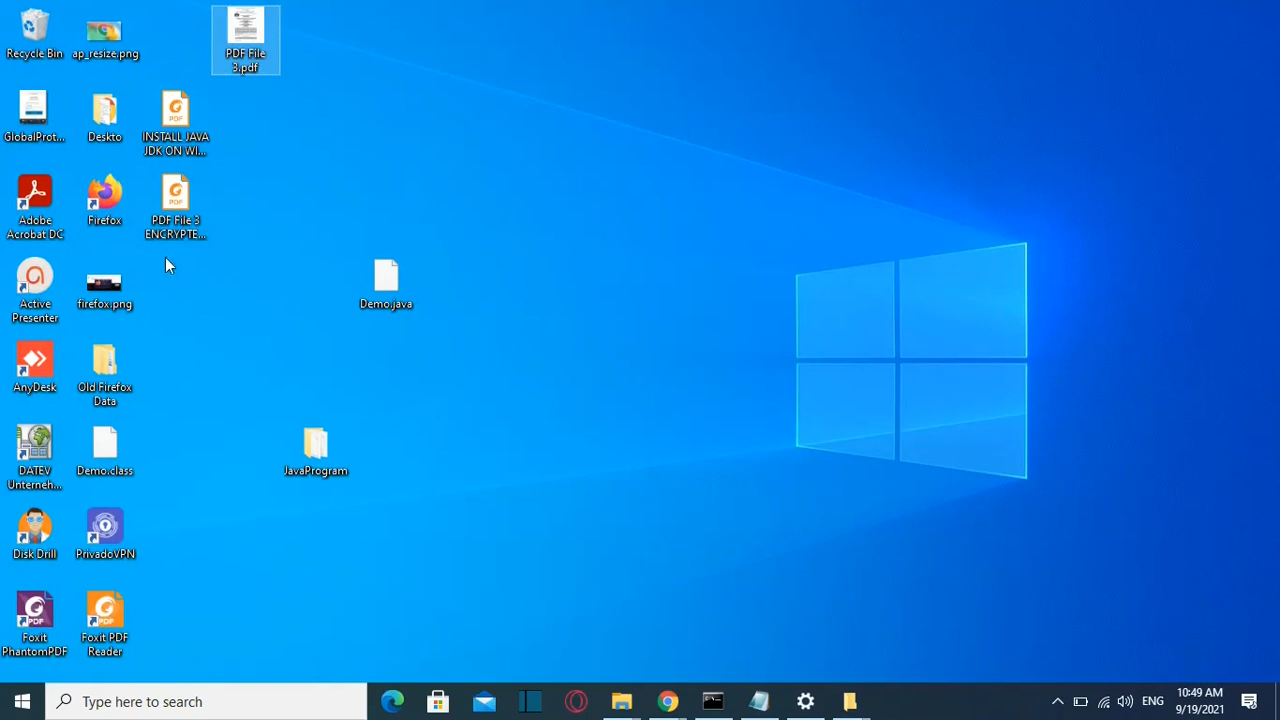 Recycle Bin
ap_resize.png
PDF File
3.pdf
GlobalProt...
Deskto
INSTALL JAVA
JDK ON WI...
Adobe
Acrobat DC
Firefox
PDF File 3
ENCRYPTE...
Active
Presenter
firefox.png
Demo.java
AnyDesk
Old Firefox
Data
DATEV
Unterneh...
Demo.class
JavaProgram
Disk Drill
PrivadoVPN
Foxit
PhantomPDF
Foxit PDF
Reader
Type here to search
ENG
10:49 AM
9/19/2021